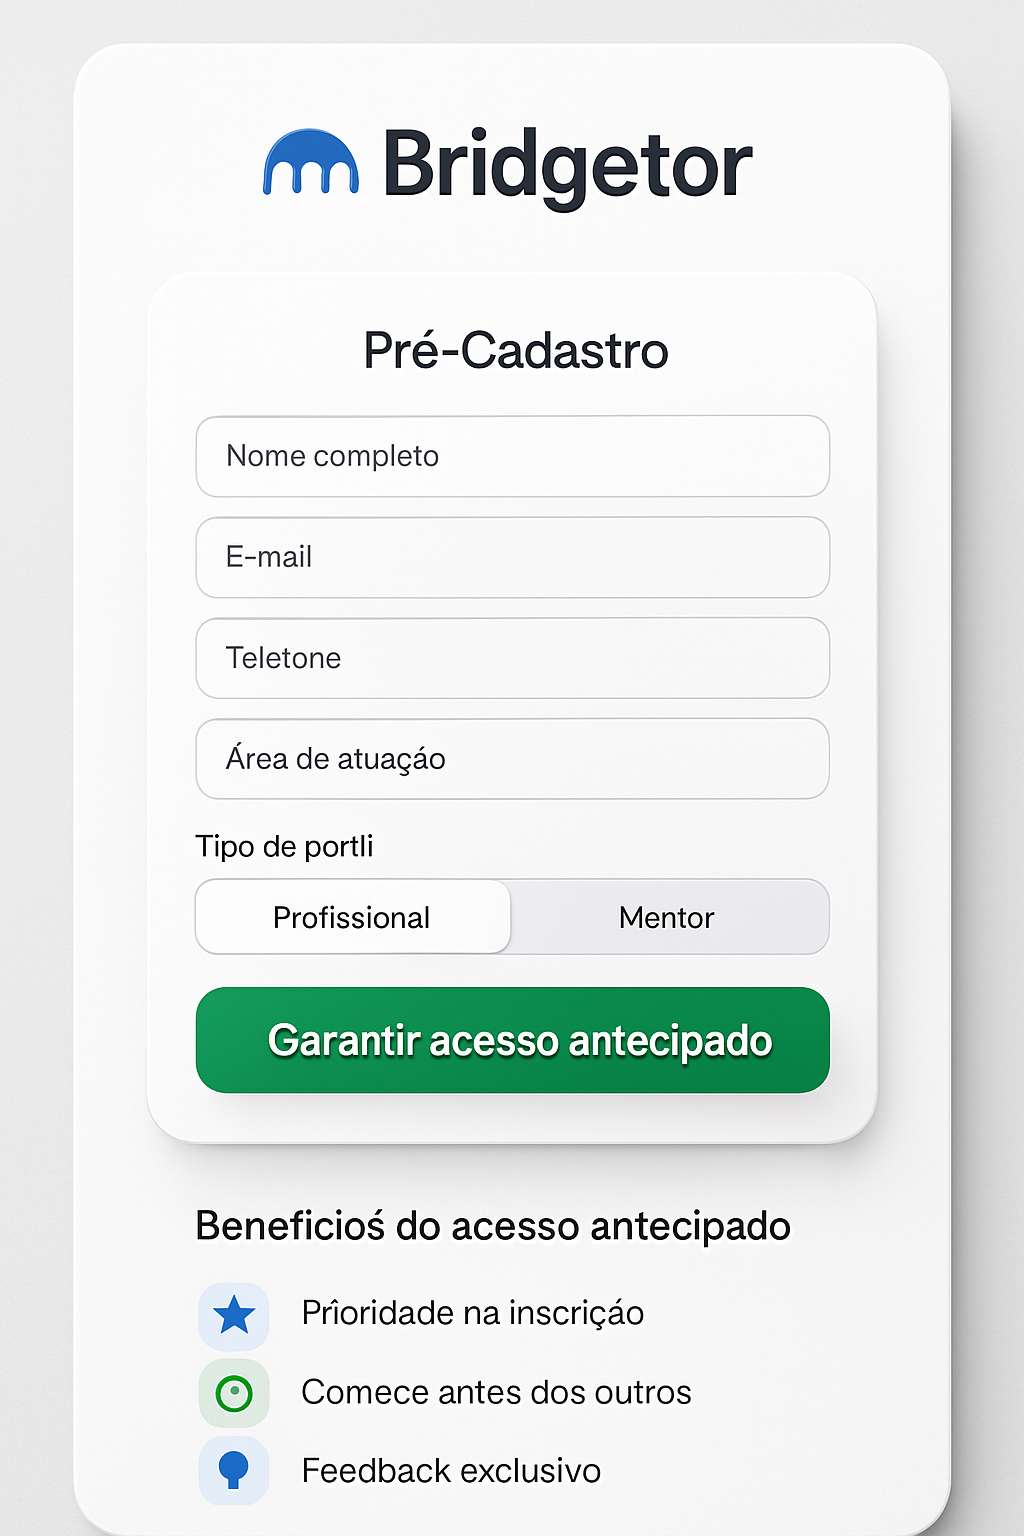 Bridgetor
Pré-Cadastro
Nome completo
E-mail
Teletone
Área de atuaçáo
Tipo de portli
Profissional
Mentor
Garantir acesso antecipado
Beneficioś do acesso antecipado
Prîoridade na inscriçáo
Comece antes dos outros
Feedback exclusivo